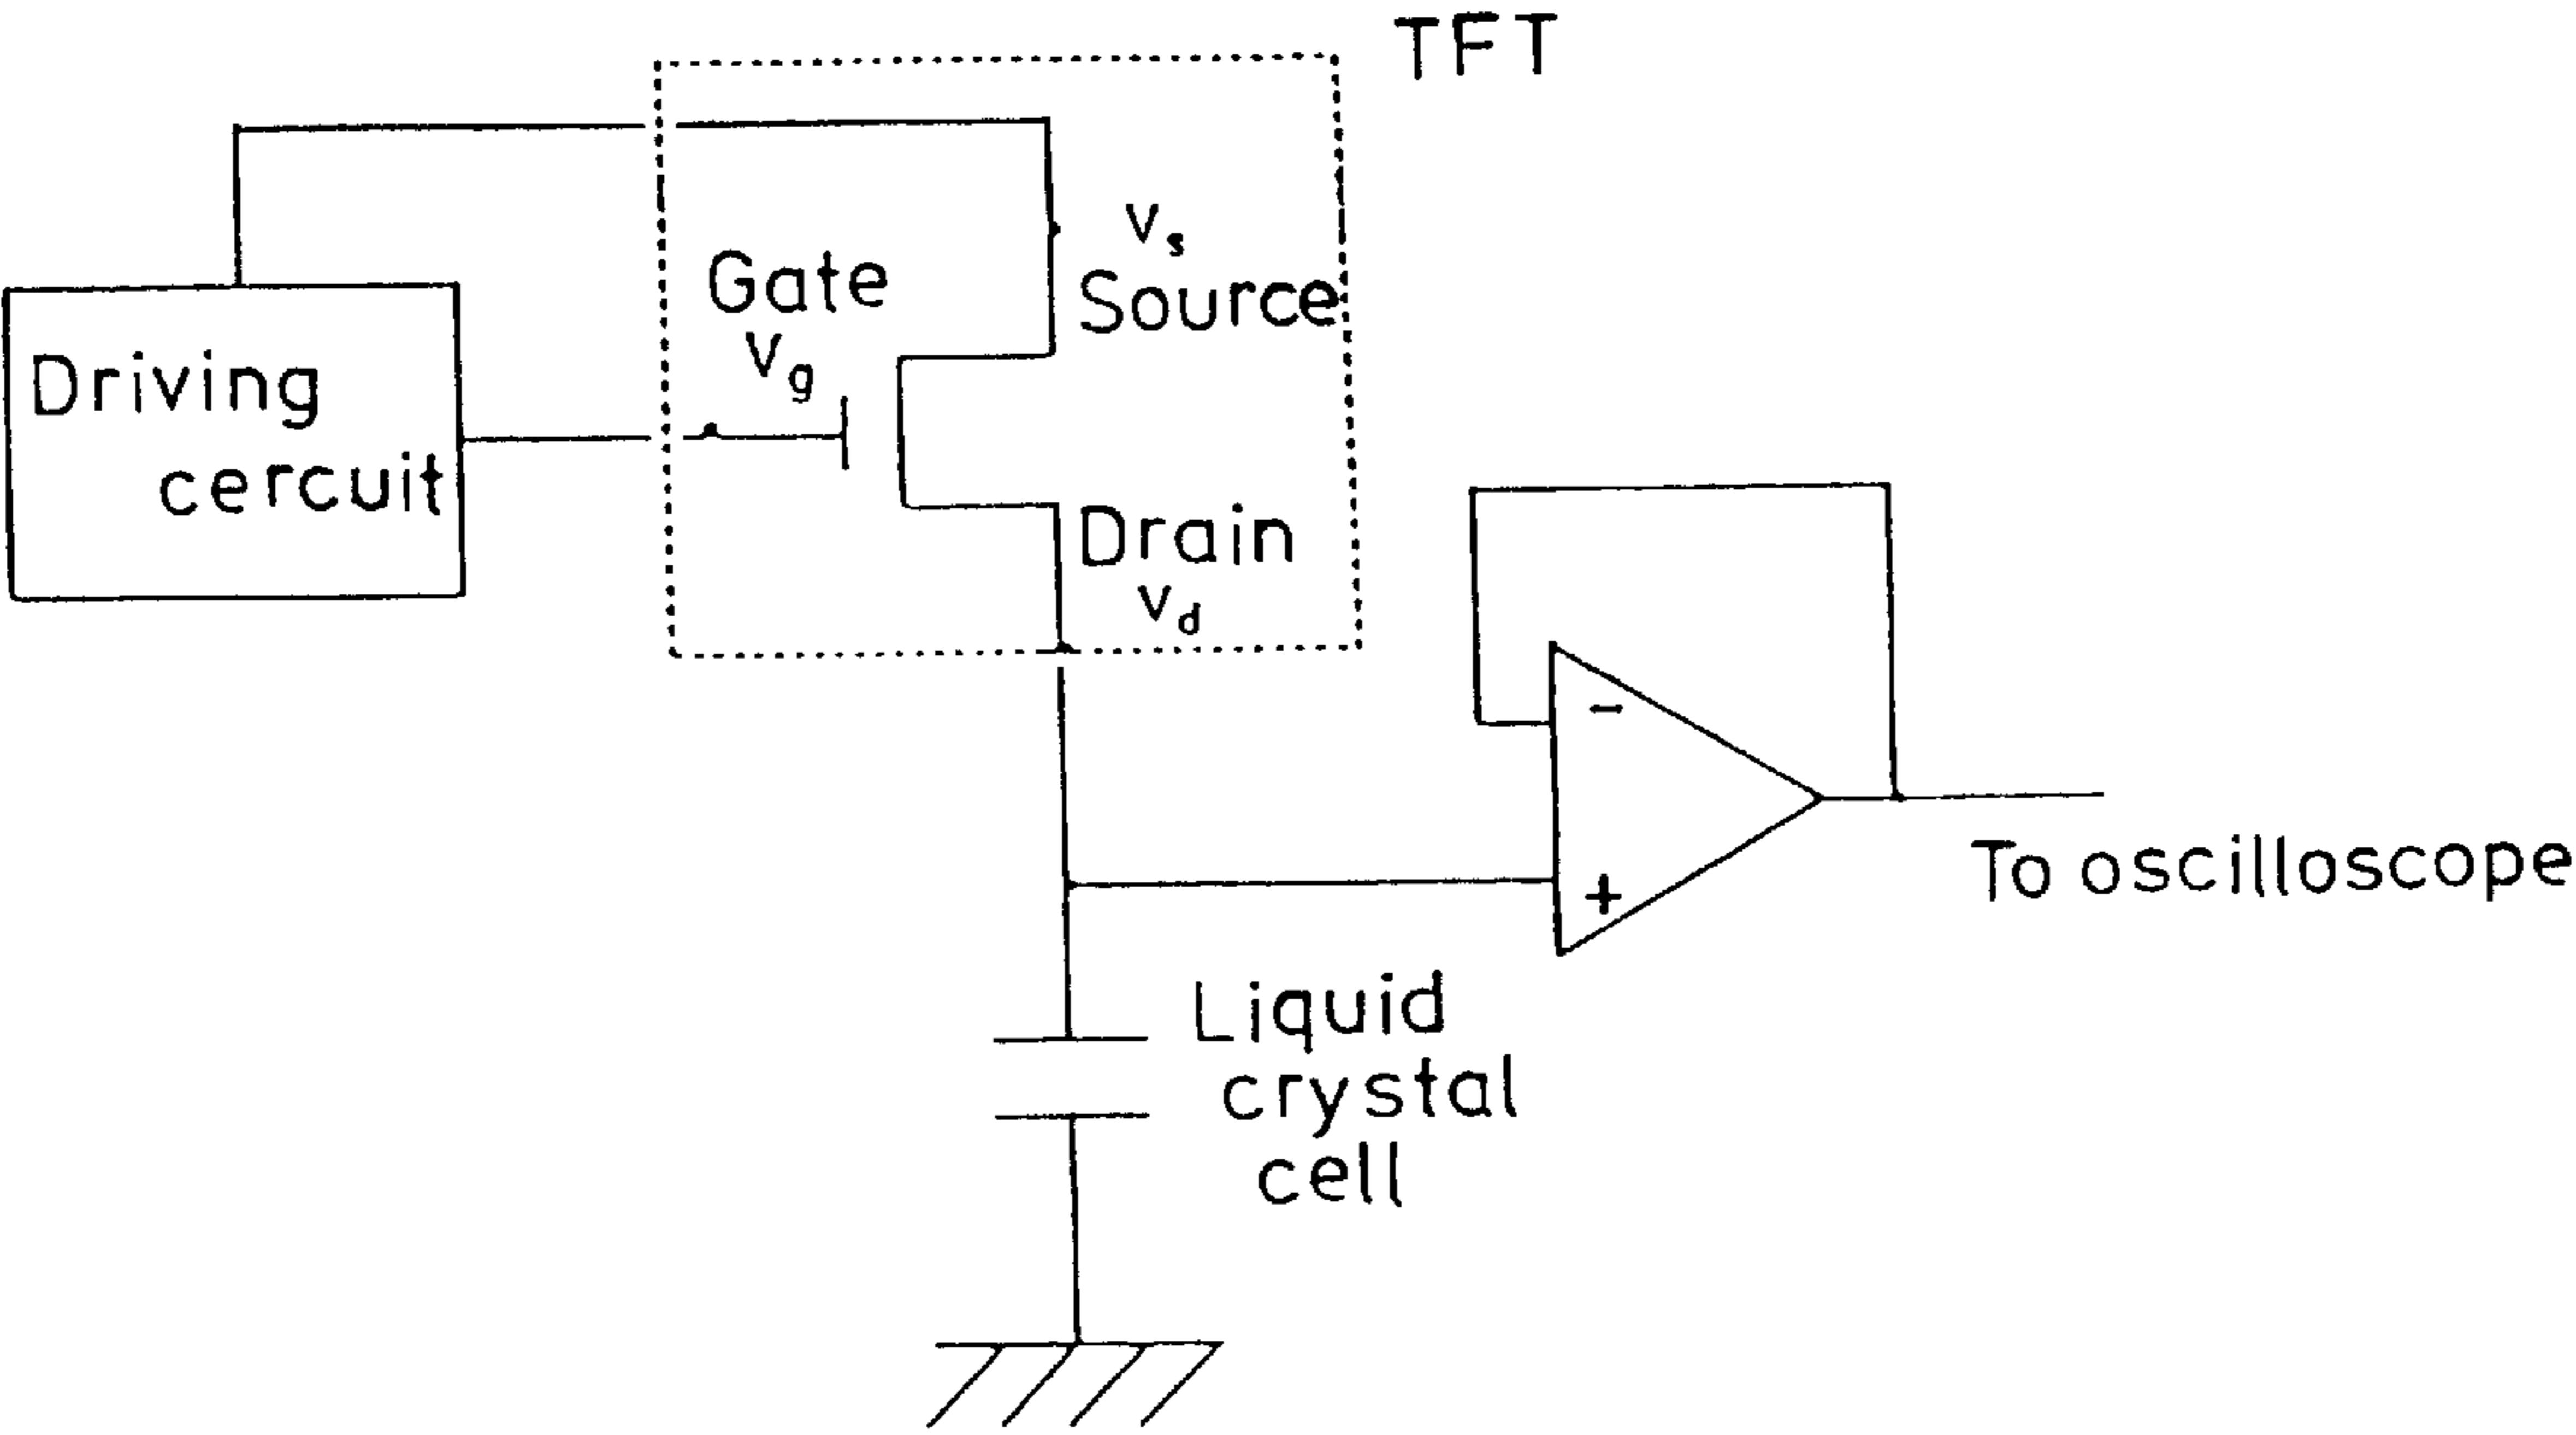 TFT
Vs
Source
Gate
Vg
Driving
cercuit
Drain
Vd
-
+
To oscilloscope
Liquid
crystal
cell